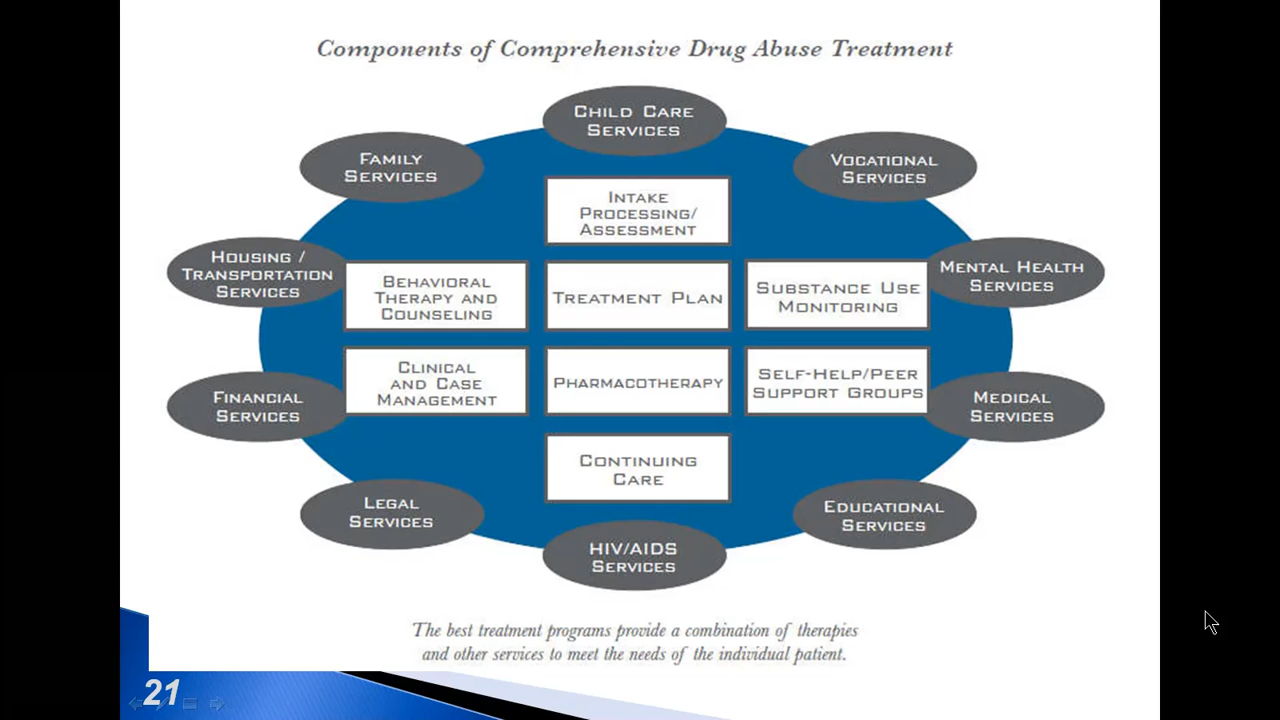 Components of Comprehensive Drug Abuse Treatment
CHILD CARE
SERVICES
FAMILY
SERVICES
VOCATIONAL
SERVICES
INTAKE
PROCESSING/
ASSESSMENT
HOUSING /
TRANSPORTATION
SERVICES
BEHAVIORAL
THERAPY AND
COUNSELING
TREATMENT PLAN
SUBSTANCE USE
MONITORING
MENTAL HEALTH
SERVICES
CLINICAL
AND CASE
MANAGEMENT
PHARMACOTHERAPY
SELF-HELP/PEER
SUPPORT GROUPS
FINANCIAL
SERVICES
MEDICAL
SERVICES
CONTINUING
CARE
LEGAL
SERVICES
EDUCATIONAL
SERVICES
HIV/AIDS
SERVICES
The best treatment programs provide a combination of therapies
and other services to meet the needs of the individual patient.
21